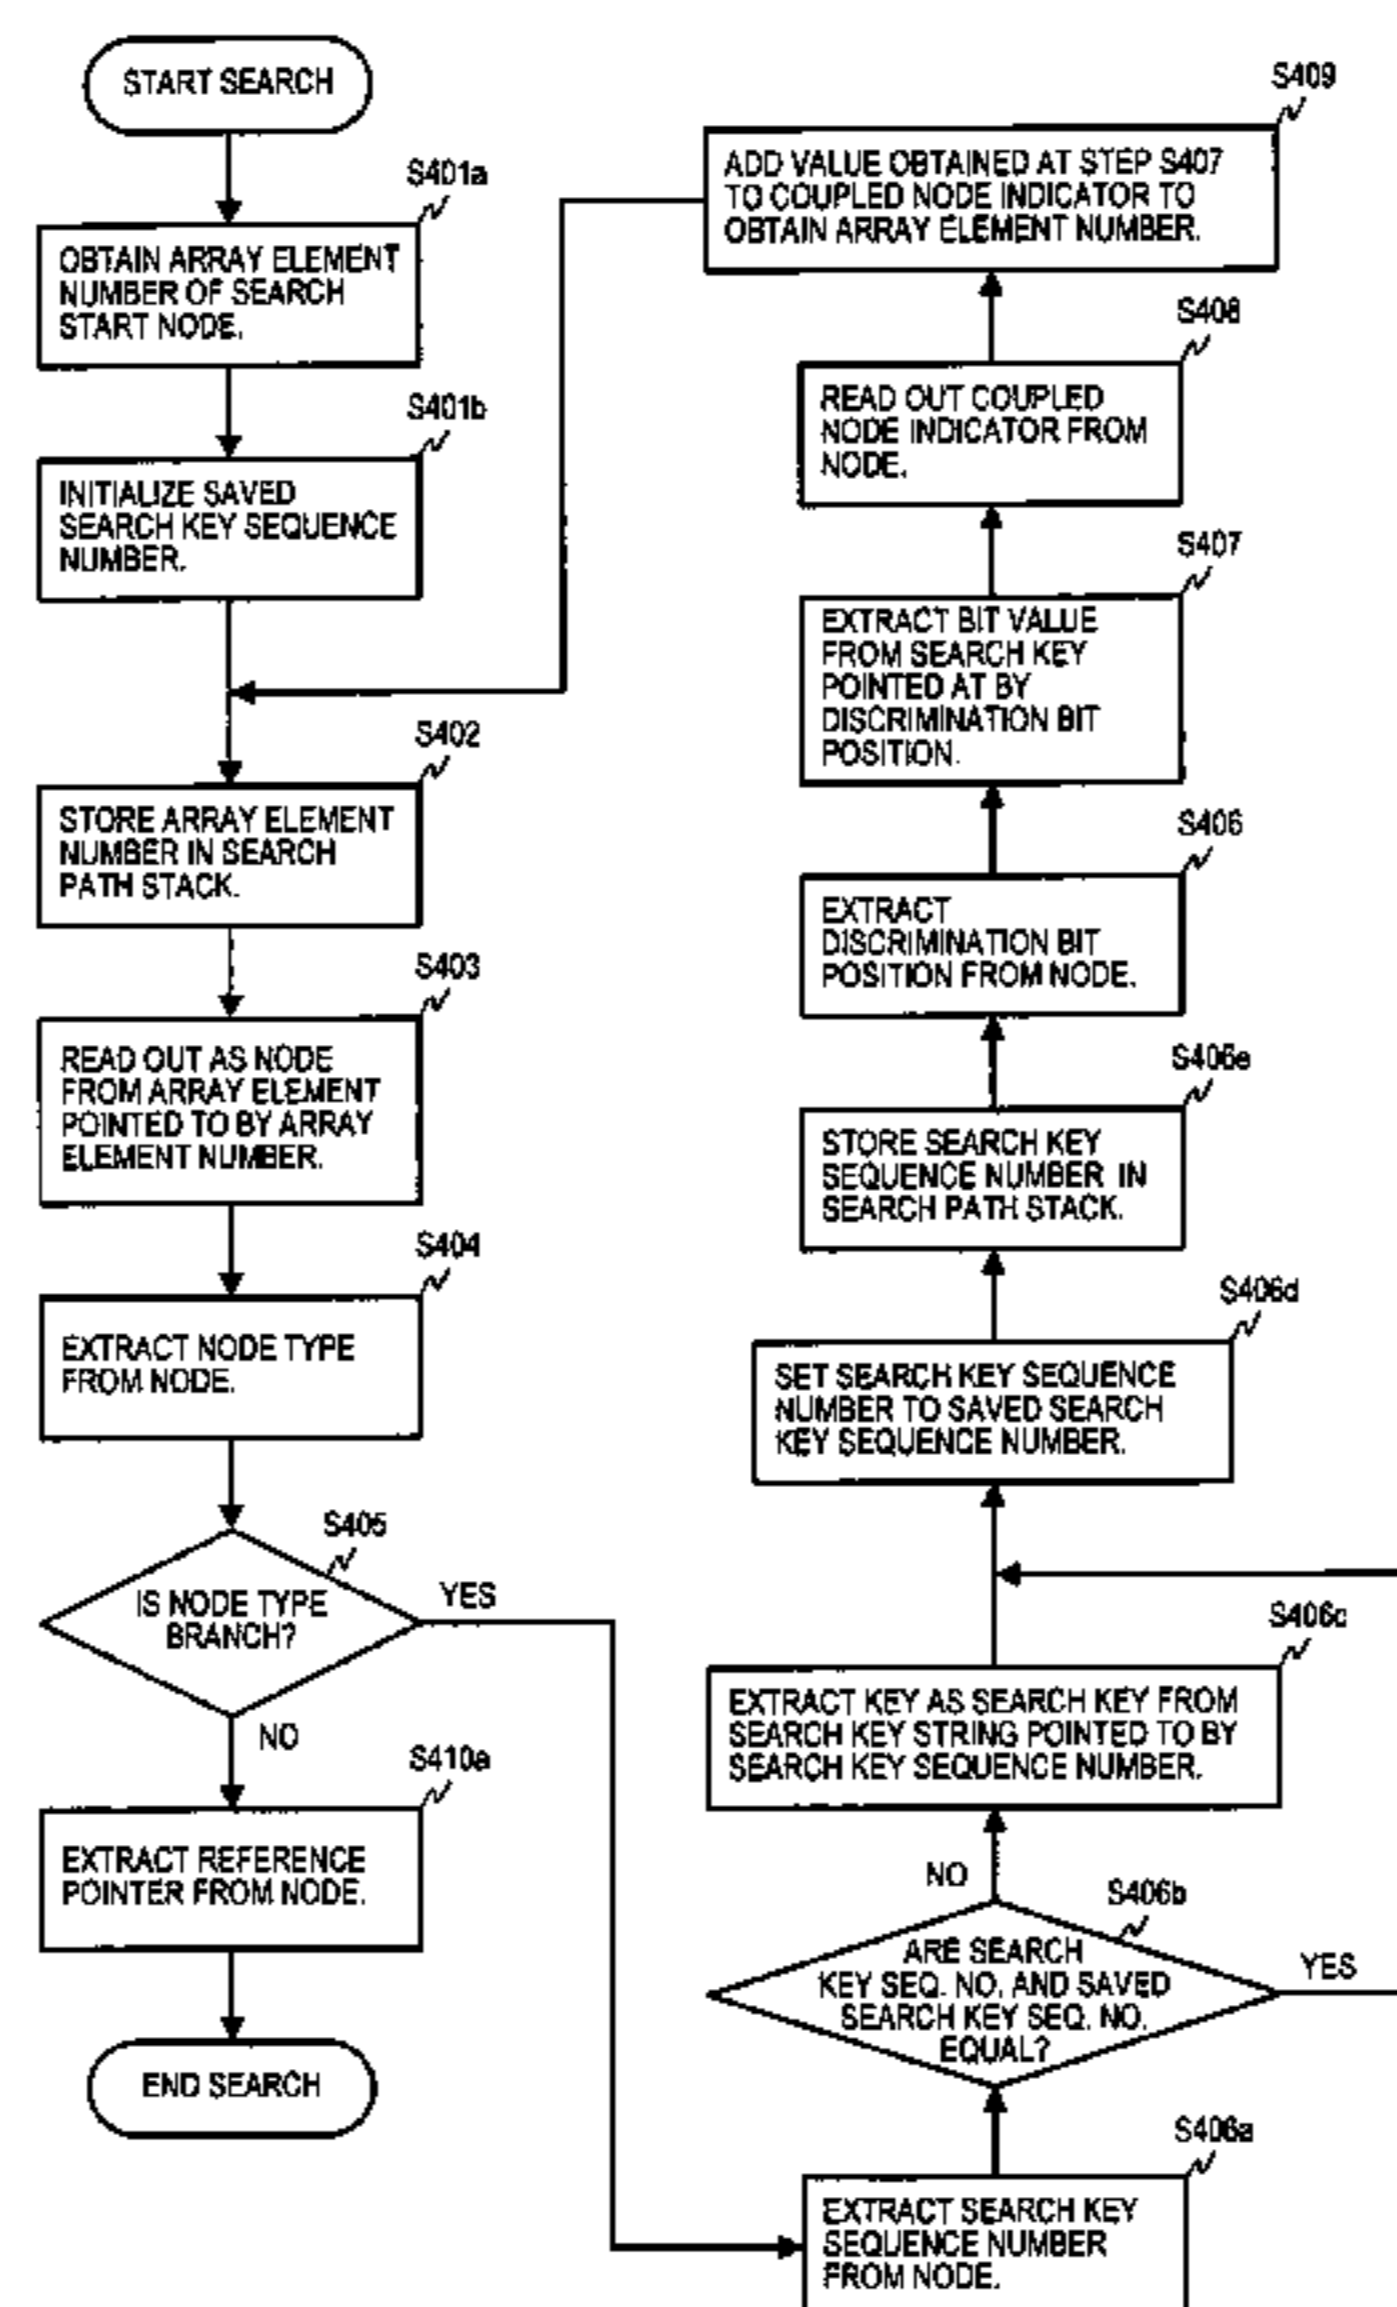 START SEARCH
S401a
OBTAIN ARRAY ELEMENT
NUMBER OF SEARCH
START NODE.
S401b
INITIALIZE SAVED
SEARCH KEY SEQUENCE
NUMBER.
S402
STORE ARRAY ELEMENT
NUMBER IN SEARCH
PATH STACK.
S403
READ OUT AS NODE
FROM ARRAY ELEMENT
POINTED TO BY ARRAY
ELEMENT NUMBER.
S404
EXTRACT NODE TYPE
FROM NODE.
S405
IS NODE TYPE
BRANCH?
YES
NO
S410a
EXTRACT REFERENCE
POINTER FROM NODE.
END SEARCH
S409
ADD VALUE OBTAINED AT STEP S407
TO COUPLED NODE INDICATOR TO
OBTAIN ARRAY ELEMENT NUMBER.
S408
READ OUT COUPLED
NODE INDICATOR FROM
NODE.
S407
EXTRACT BIT VALUE
FROM SEARCH KEY
POINTED AT BY
DISCRIMINATION BIT
POSITION.
S406
EXTRACT
DISCRIMINATION BIT
POSITION FROM NODE.
S406e
STORE SEARCH KEY
SEQUENCE NUMBER IN
SEARCH PATH STACK.
S406d
SET SEARCH KEY SEQUENCE
NUMBER TO SAVED SEARCH
KEY SEQUENCE NUMBER.
S406c
EXTRACT KEY AS SEARCH KEY FROM
SEARCH KEY STRING POINTED TO BY
SEARCH KEY SEQUENCE NUMBER.
NO
S406b
ARE SEARCH
KEY SEQ. NO. AND SAVED
SEARCH KEY SEQ. NO.
EQUAL?
YES
S406a
EXTRACT SEARCH KEY
SEQUENCE NUMBER
FROM NODE.